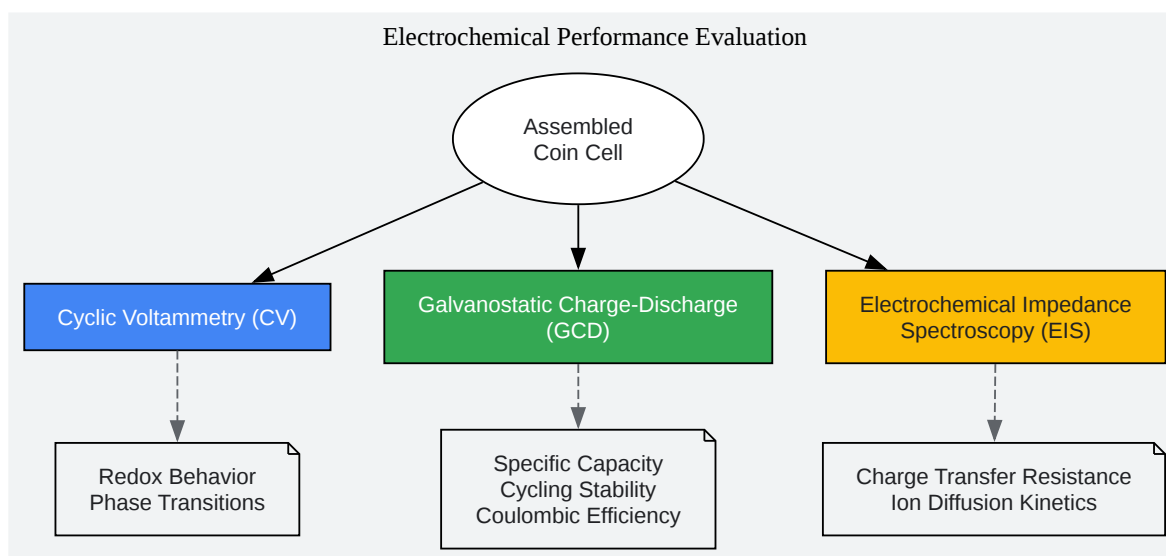 Electrochemical Performance Evaluation
Assembled
Coin Cell
Cyclic Voltammetry (CV)
Galvanostatic Charge-Discharge
(GCD)
Electrochemical Impedance
Spectroscopy (EIS)
Redox Behavior
Phase Transitions
Specific Capacity
Cycling Stability
Coulombic Efficiency
Charge Transfer Resistance
Ion Diffusion Kinetics